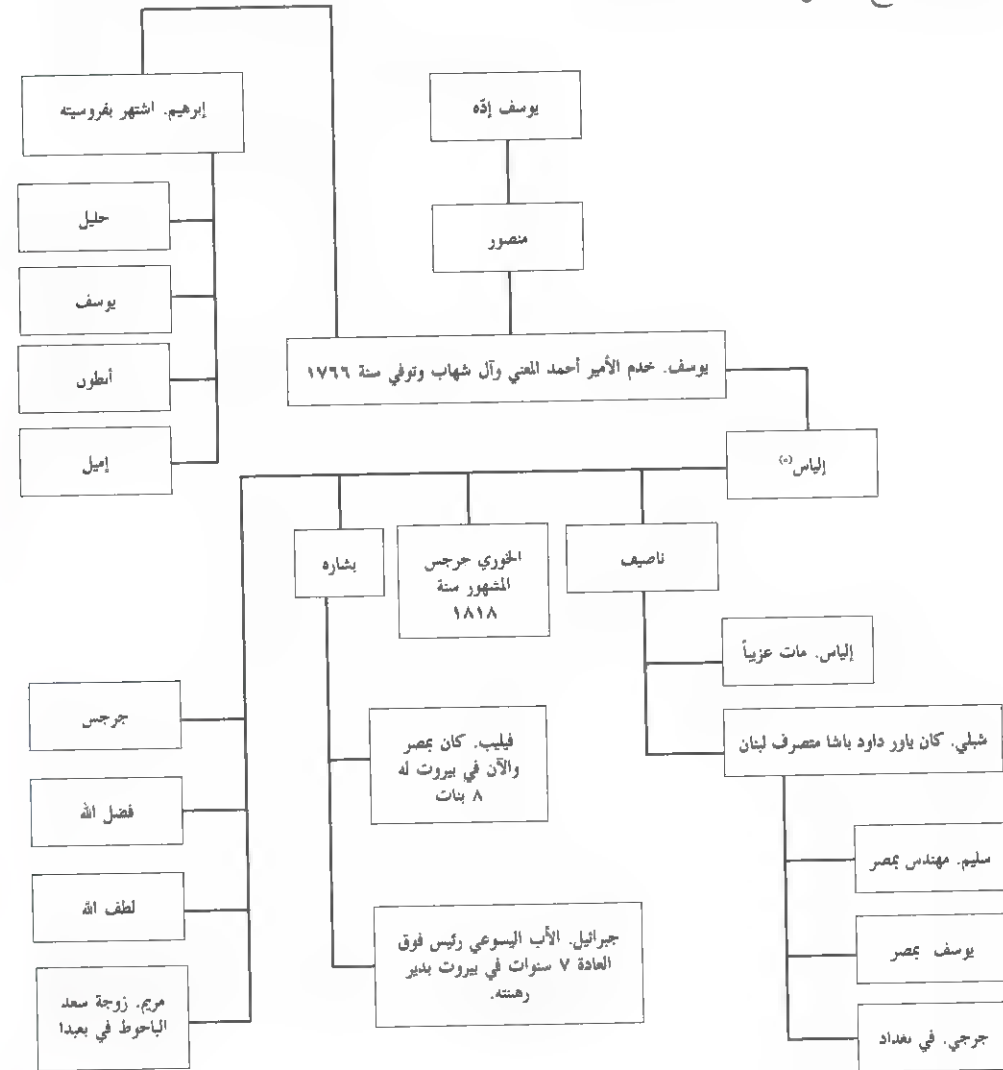 إبرهيم. اشتهر بفروسيته
يوسف إدّه
حليل
منصور
يوسف
يوسف. خدم الأمير أحمد المعني وآل شهاب وتوفي سنة ١٧٦٦
أنطون
إميل
إلياس(٥)
ناصيف
الخوري جرجس
المشهور سنة
١٨١٨
بشاره
إلياس. مات عزيباً
جرجس
فيليب. كان بمصر
والآن في بيروت له
٨ بنات
شبلي. كان ياور داود باشا متصرف لبنان
فضل الله
سليم. مهندس بمصر
لطف الله
جبرائيل. الأب اليسوعي رئيس فوق
العادة ٧ سنوات في بيروت بدير
رهبنته.
يوسف بمصر
مريم. زوجة سعد
الباحوط في بعبدا
جرجي. في بغداد